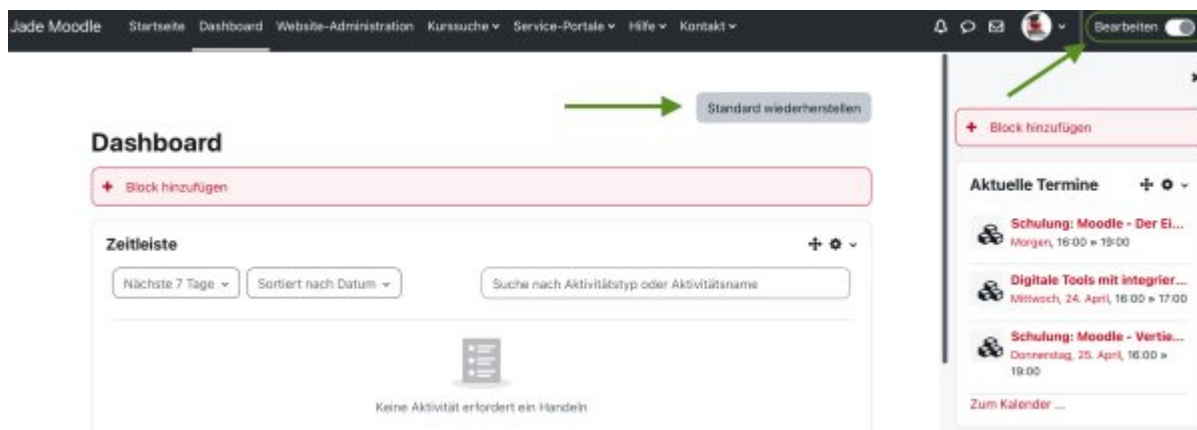 Jade Moodle Startseite Dashboard Website-Administration Kurssuche Service-Portale Hilfe Kontakt Bearbeiten
Standard wiederherstellen
Dashboard
Block hinzufügen
Zeitleiste
Nächste 7 Tage Sortiert nach Datum Suche nach Aktivitätstyp oder Aktivitätsname
Keine Aktivität erfordert ein Handeln
Block hinzufügen
Aktuelle Termine
Schulung: Moodle - Der Ei...
Morgen, 16:00 » 19:00
Digitale Tools mit integrier...
Mittwoch, 24. April, 16:00 » 17:00
Schulung: Moodle - Vertie...
Donnerstag, 25. April, 16:00 »
19:00
Zum Kalender ...